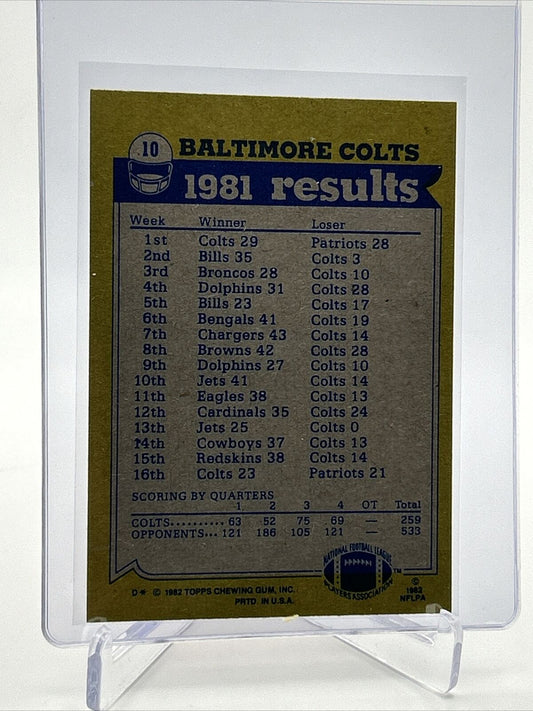 10 BALTIMORE COLTS
1981 results
Week Winner Loser
1st Colts 29 Patriots 28
2nd Bills 35 Colts 3
3rd Broncos 28 Colts 10
4th Dolphins 31 Colts 28
5th Bills 23 Colts 17
6th Bengals 41 Colts 19
7th Chargers 43 Colts 14
8th Browns 42 Colts 28
9th Dolphins 27 Colts 10
10th Jets 41 Colts 14
11th Eagles 38 Colts 13
12th Cardinals 35 Colts 24
13th Jets 25 Colts 0
14th Cowboys 37 Colts 13
15th Redskins 38 Colts 14
16th Colts 23 Patriots 21
SCORING BY QUARTERS
1 2 3 4 OT Total
COLTS.......... 63 52 75 69 — 259
OPPONENTS... 121 186 105 121 — 533
NATIONAL FOOTBALL LEAGUE
PLAYERS ASSOCIATION
TM
D* © 1982 TOPPS CHEWING GUM, INC.
PRTD. IN U.S.A.
©
1982
NFLPA